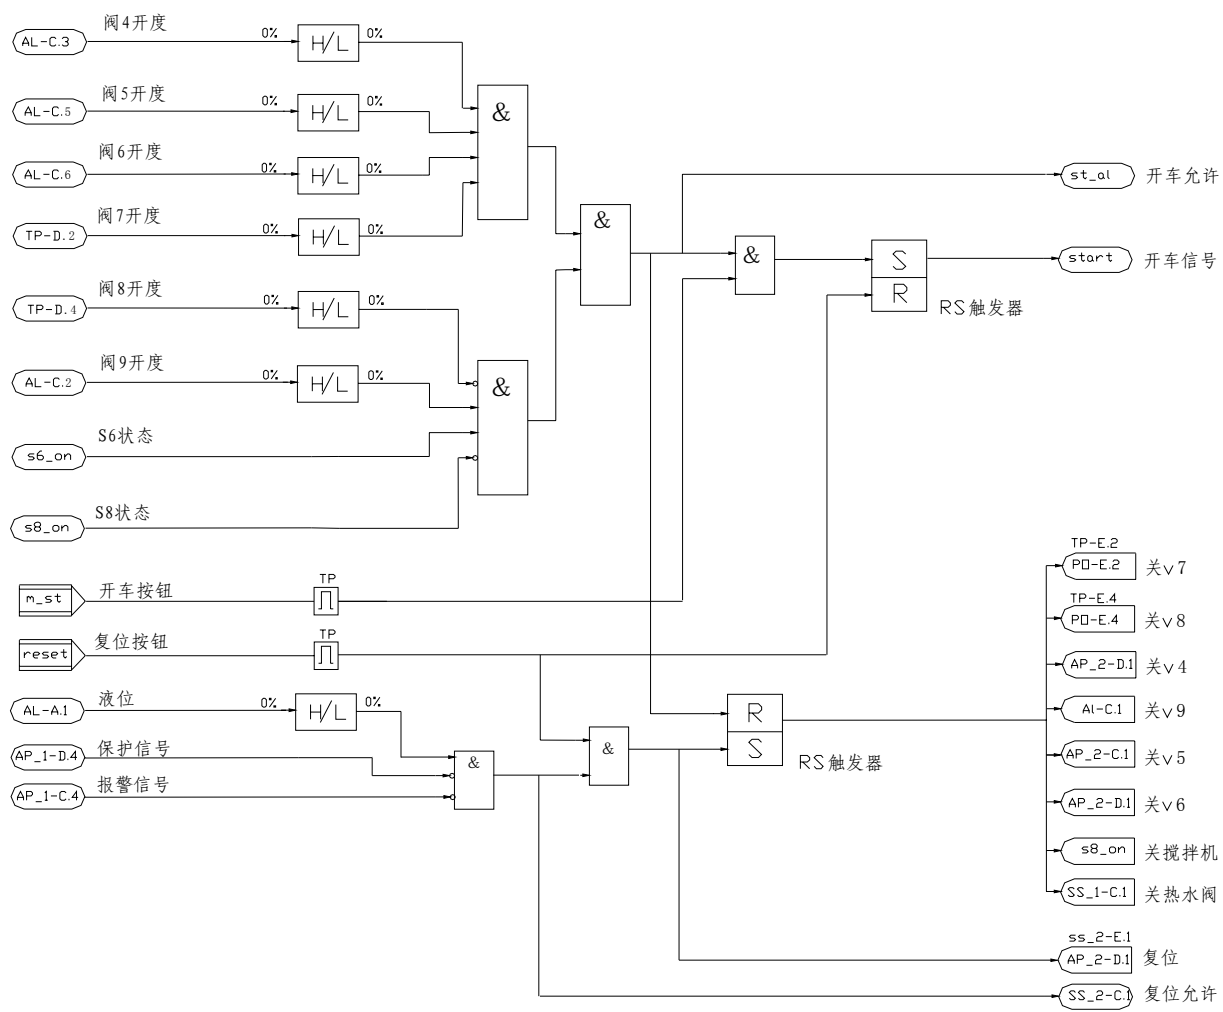 阀4开度
AL-C.3
0%
H/L
0%
阀5开度
AL-C.5
0%
H/L
0%
&
阀6开度
AL-C.6
0%
H/L
0%
st_al
开车允许
阀7开度
TP-D.2
0%
H/L
0%
&
&
S
start
开车信号
阀8开度
TP-D.4
0%
H/L
0%
R
RS触发器
阀9开度
AL-C.2
0%
H/L
0%
&
S6状态
s6_on
S8状态
s8_on
m_st
开车按钮
TP
reset
复位按钮
TP
AL-A.1
液位
0%
H/L
0%
AP_1-D.4
保护信号
AP_1-C.4
报警信号
&
&
R
S
RS触发器
TP-E.2
PO-E.2
关v7
TP-E.4
PO-E.4
关v8
AP_2-D.1
关v4
Al-C.1
关v9
AP_2-C.1
关v5
AP_2-D.1
关v6
s8_on
关搅拌机
SS_1-C.1
关热水阀
ss_2-E.1
AP_2-D.1
复位
SS_2-C.1
复位允许